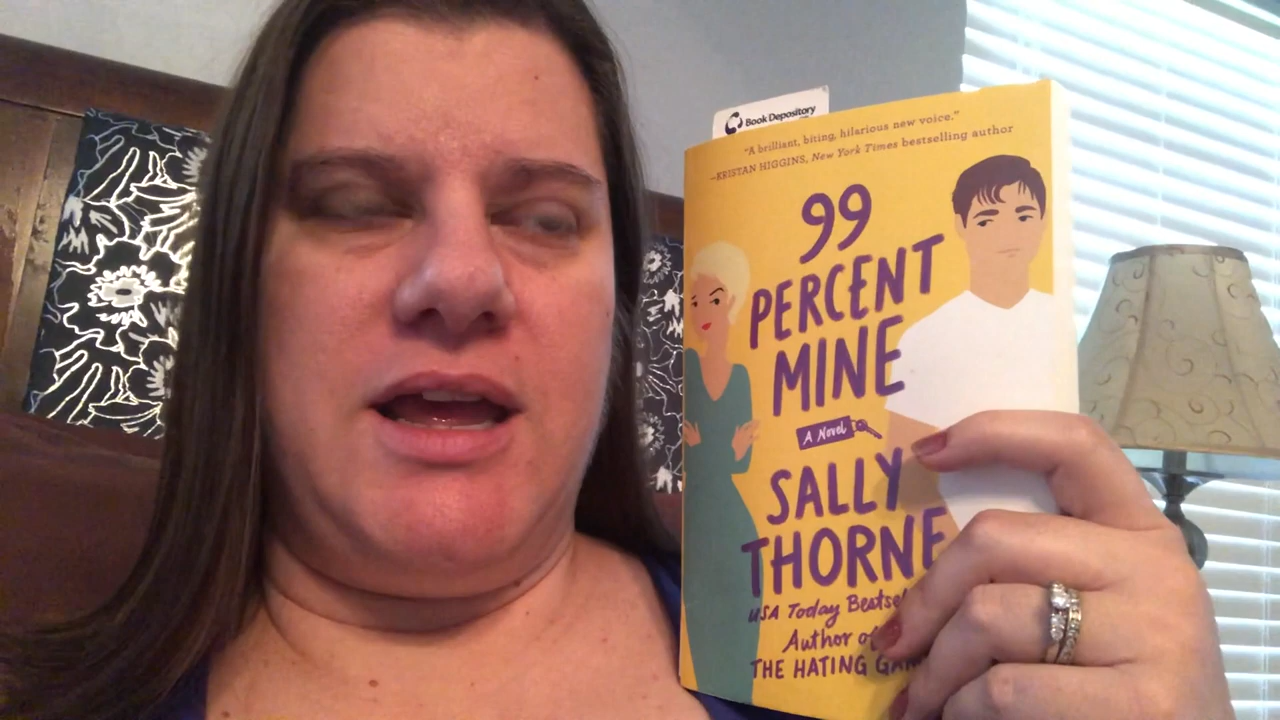 Book Depository
"A brilliant, biting, hilarious new voice."
—KRISTAN HIGGINS, New York Times bestselling author
99
PERCENT
MINE
A Novel
SALLY
THORNE
USA Today
Author of
THE HATING